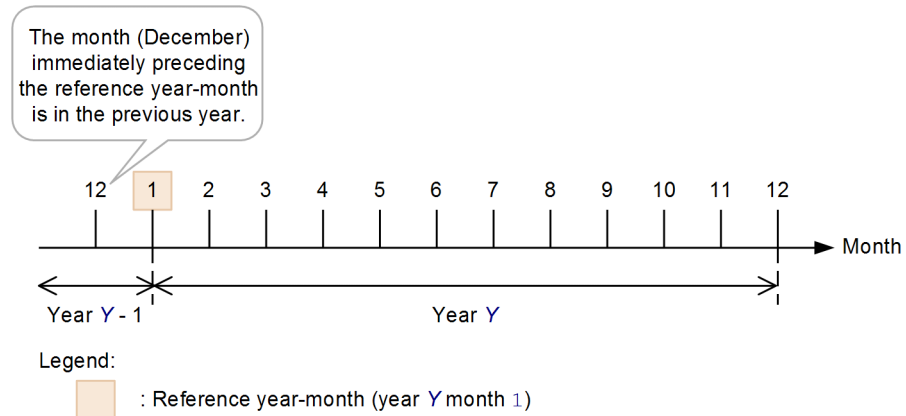 The month (December)
immediately preceding
the reference year-month
is in the previous year.
12 1 2 3 4 5 6 7 8 9 10 11 12
Month
Year Y - 1 Year Y
Legend:
: Reference year-month (year Y month 1)